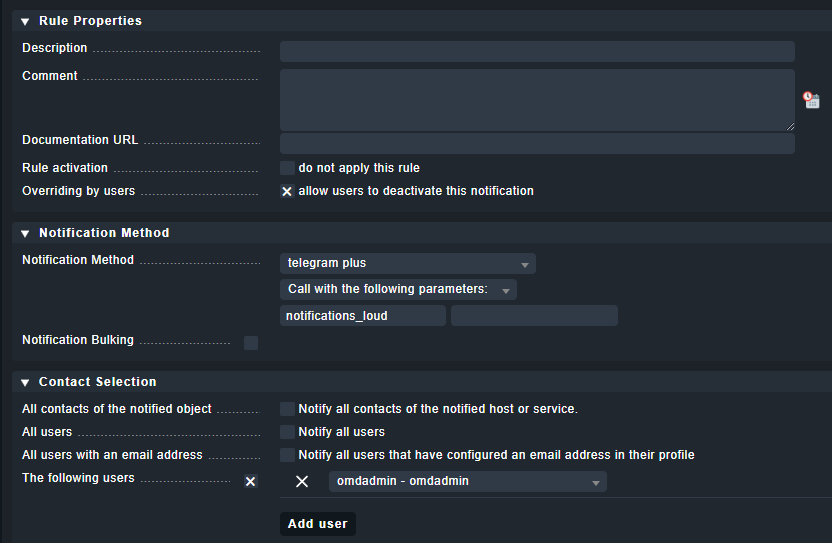 Rule Properties
Description
Comment
Documentation URL
Rule activation do not apply this rule
Overriding by users allow users to deactivate this notification
Notification Method
Notification Method telegram plus
Call with the following parameters:
notifications_loud
Notification Bulking
Contact Selection
All contacts of the notified object Notify all contacts of the notified host or service.
All users Notify all users
All users with an email address Notify all users that have configured an email address in their profile
The following users omdadmin - omdadmin
Add user